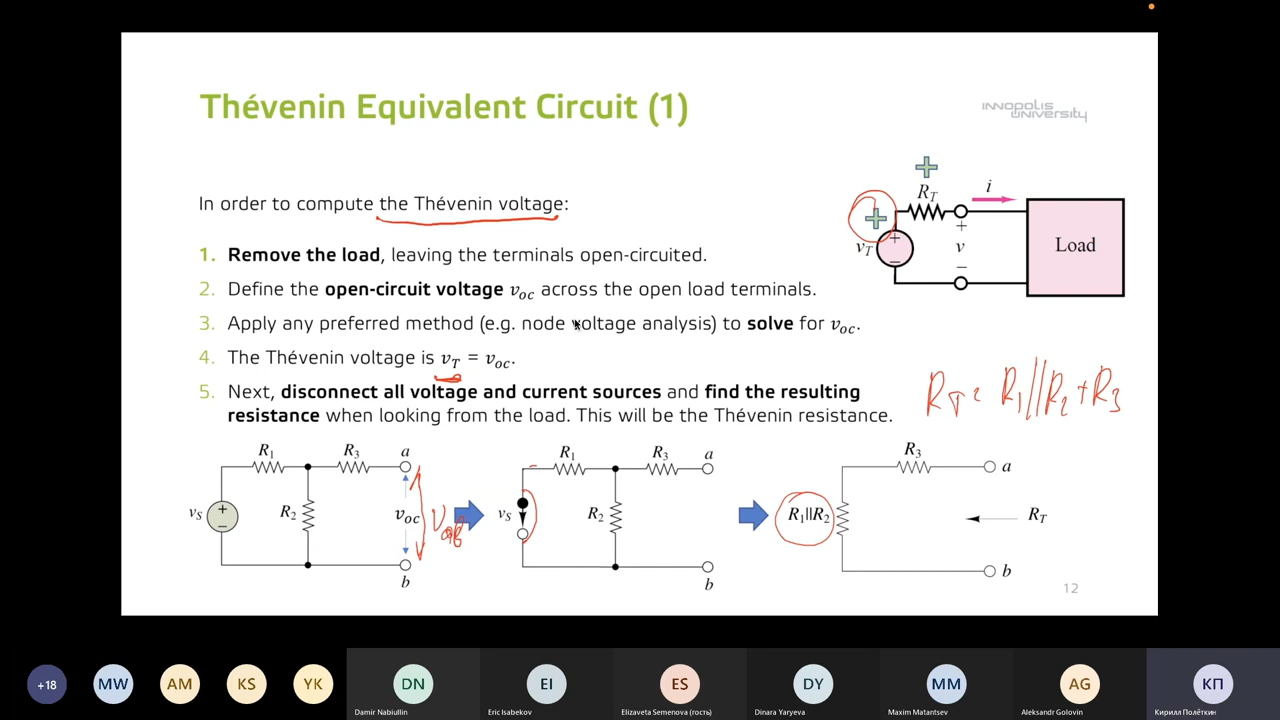 Thévenin Equivalent Circuit (1)
INNOPOLIS
UNIVERSITY
In order to compute the Thévenin voltage:
1. Remove the load, leaving the terminals open-circuited.
2. Define the open-circuit voltage v_OC across the open load terminals.
3. Apply any preferred method (e.g. node voltage analysis) to solve for v_OC.
4. The Thévenin voltage is v_T = v_OC.
5. Next, disconnect all voltage and current sources and find the resulting
resistance when looking from the load. This will be the Thévenin resistance.
R_T
i
v_T
+
−
+
v
−
Load
R_T = R_1 || R_2 + R_3
R_1
R_3
a
v_S
+
−
R_2
v_OC
b
R_1
R_3
a
v_S
R_2
b
R_3
a
R_1||R_2
R_T
b
12
+18
MW
AM
KS
YK
DN
Damir Nabiullin
EI
Eric Isabekov
ES
Elizaveta Semenova (гость)
DY
Dinara Yaryeva
MM
Maxim Matantsev
AG
Aleksandr Golovin
КП
Кирилл Полёткин